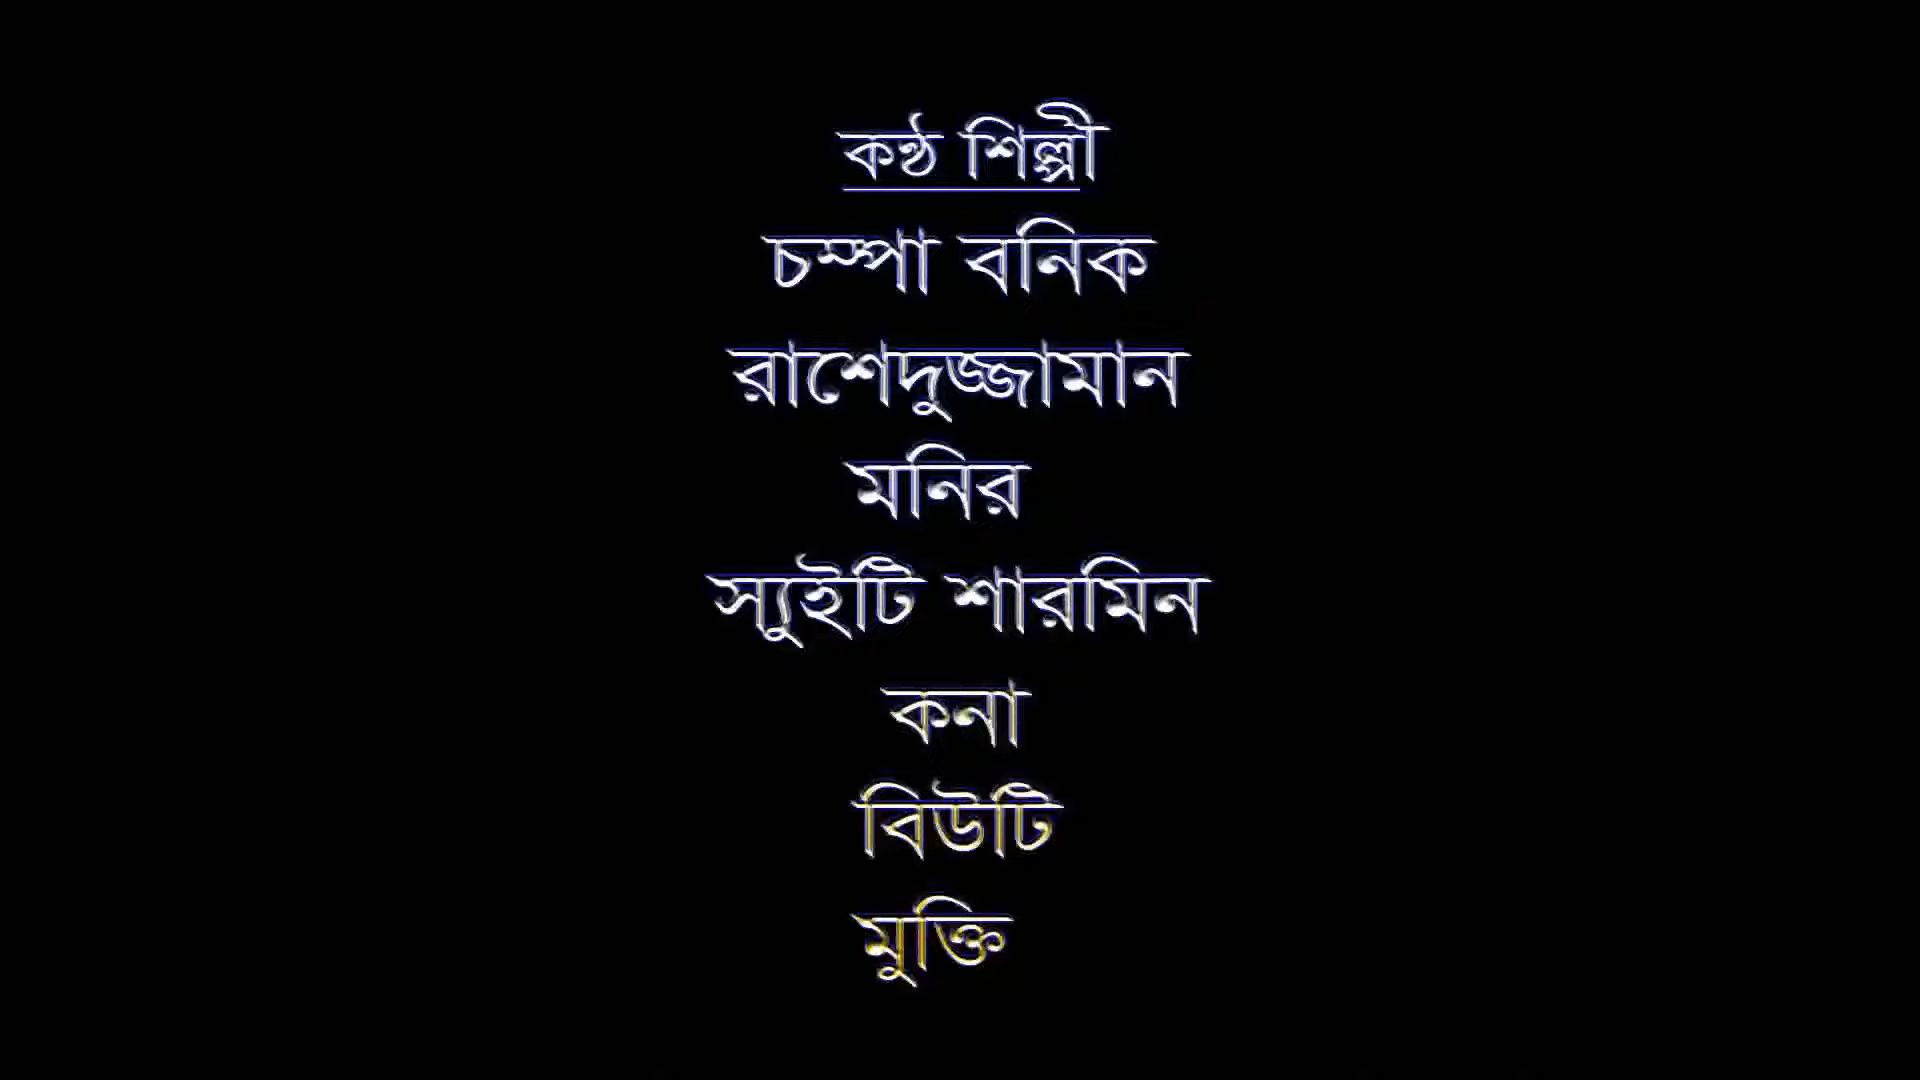 কন্ঠ শিল্পী
চম্পা বনিক
রাশেদুজ্জামান
মনির
স্যুইটি শারমিন
কনা
বিউটি
মুক্তি